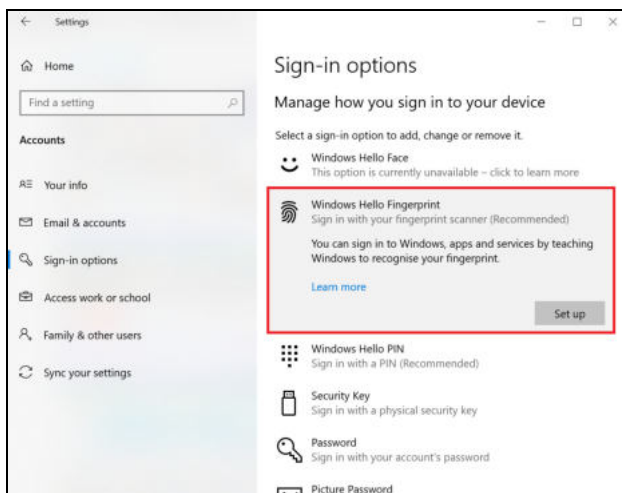 Settings
Home
Find a setting
Accounts
Your info
Email & accounts
Sign-in options
Access work or school
Family & other users
Sync your settings
Sign-in options
Manage how you sign in to your device
Select a sign-in option to add, change or remove it.
Windows Hello Face
This option is currently unavailable – click to learn more
Windows Hello Fingerprint
Sign in with your fingerprint scanner (Recommended)
You can sign in to Windows, apps and services by teaching
Windows to recognise your fingerprint.
Learn more
Set up
Windows Hello PIN
Sign in with a PIN (Recommended)
Security Key
Sign in with a physical security key
Password
Sign in with your account's password
Picture Password